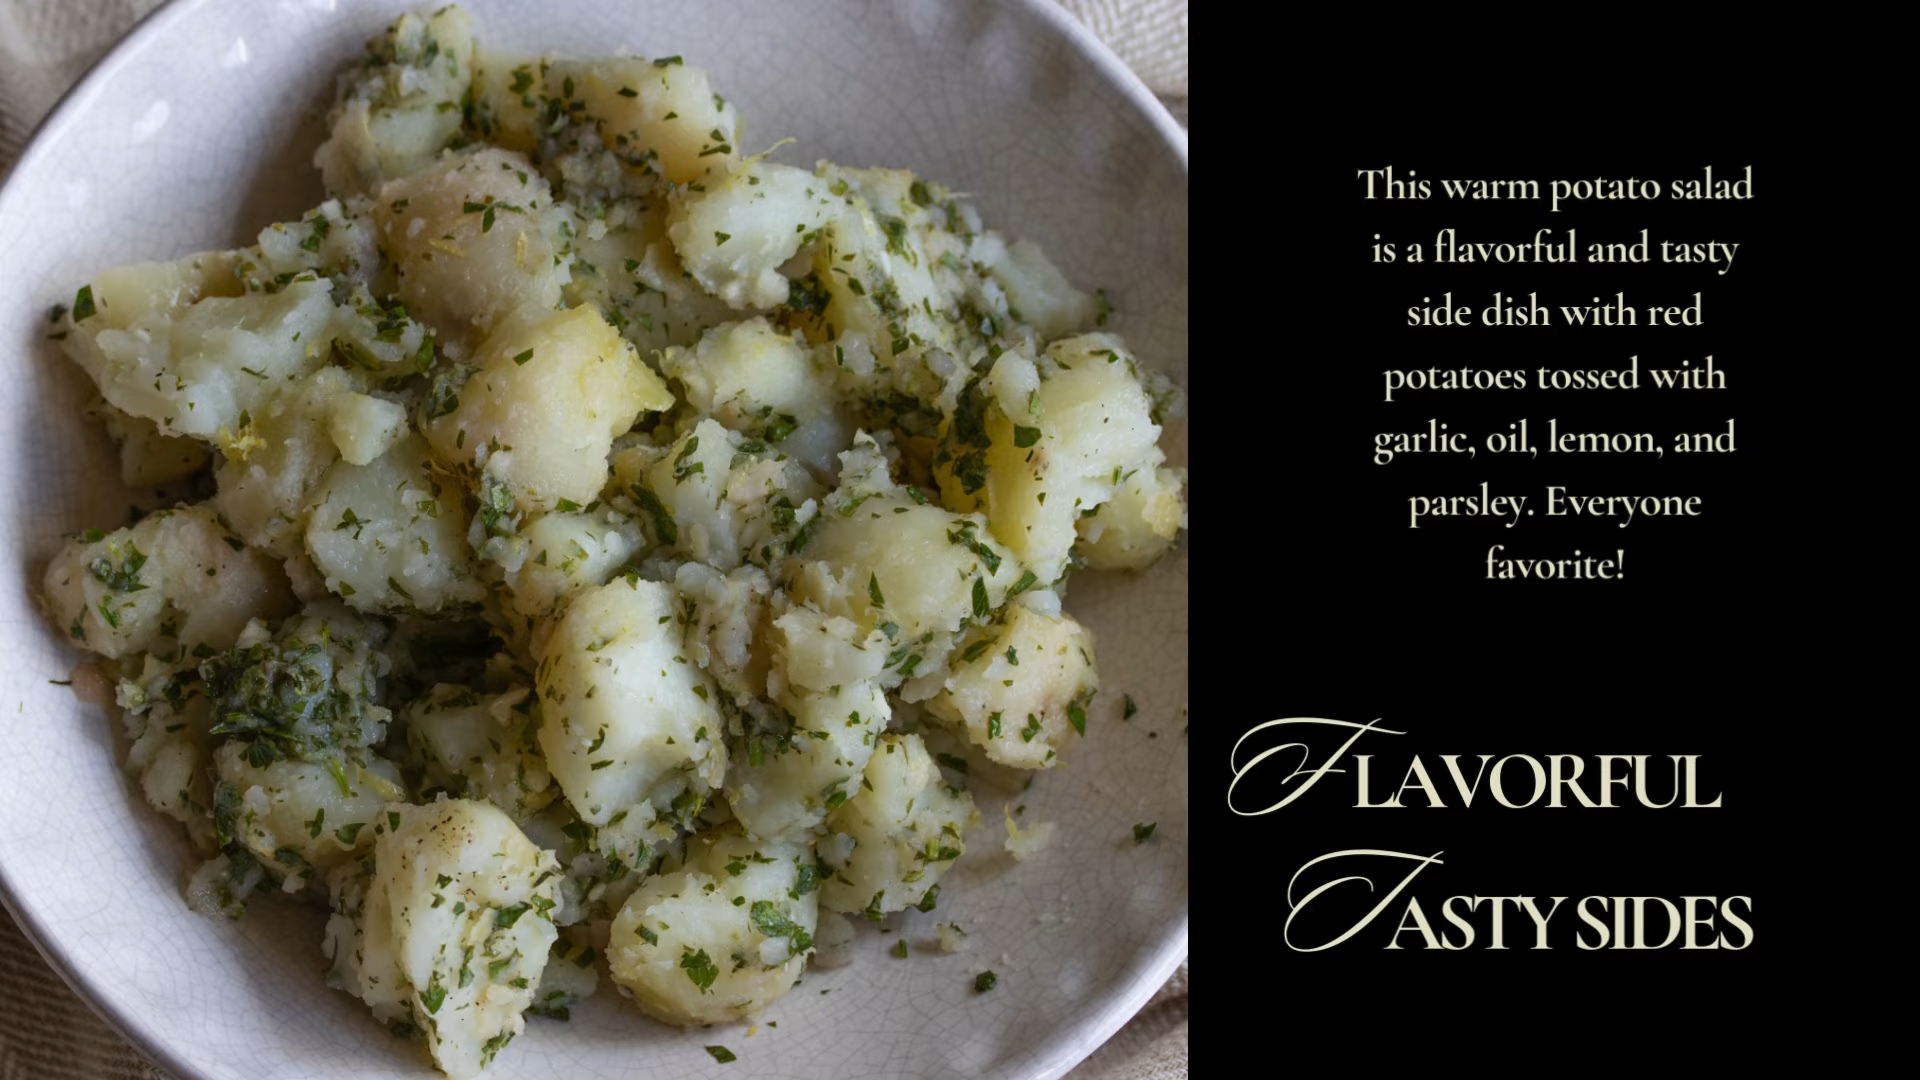 This warm potato salad
is a flavorful and tasty
side dish with red
potatoes tossed with
garlic, oil, lemon, and
parsley. Everyone
favorite!
FLAVORFUL
TASTY SIDES